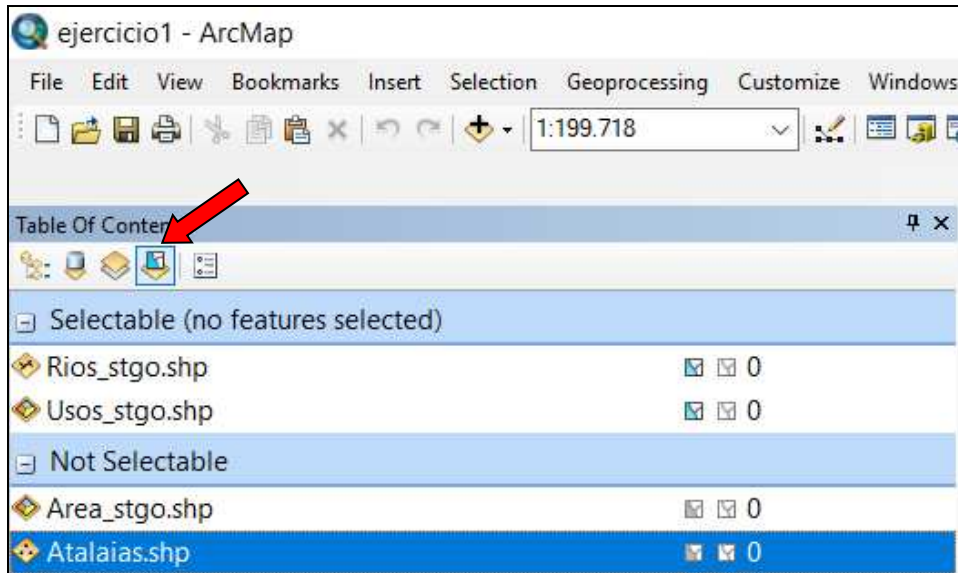 ejercicio1 - ArcMap
File Edit View Bookmarks Insert Selection Geoprocessing Customize Windows
1:199.718
Table Of
Selectable (no features selected)
Rios_stgo.shp 0
Usos_stgo.shp 0
Not Selectable
Area_stgo.shp 0
Atalaias.shp 0